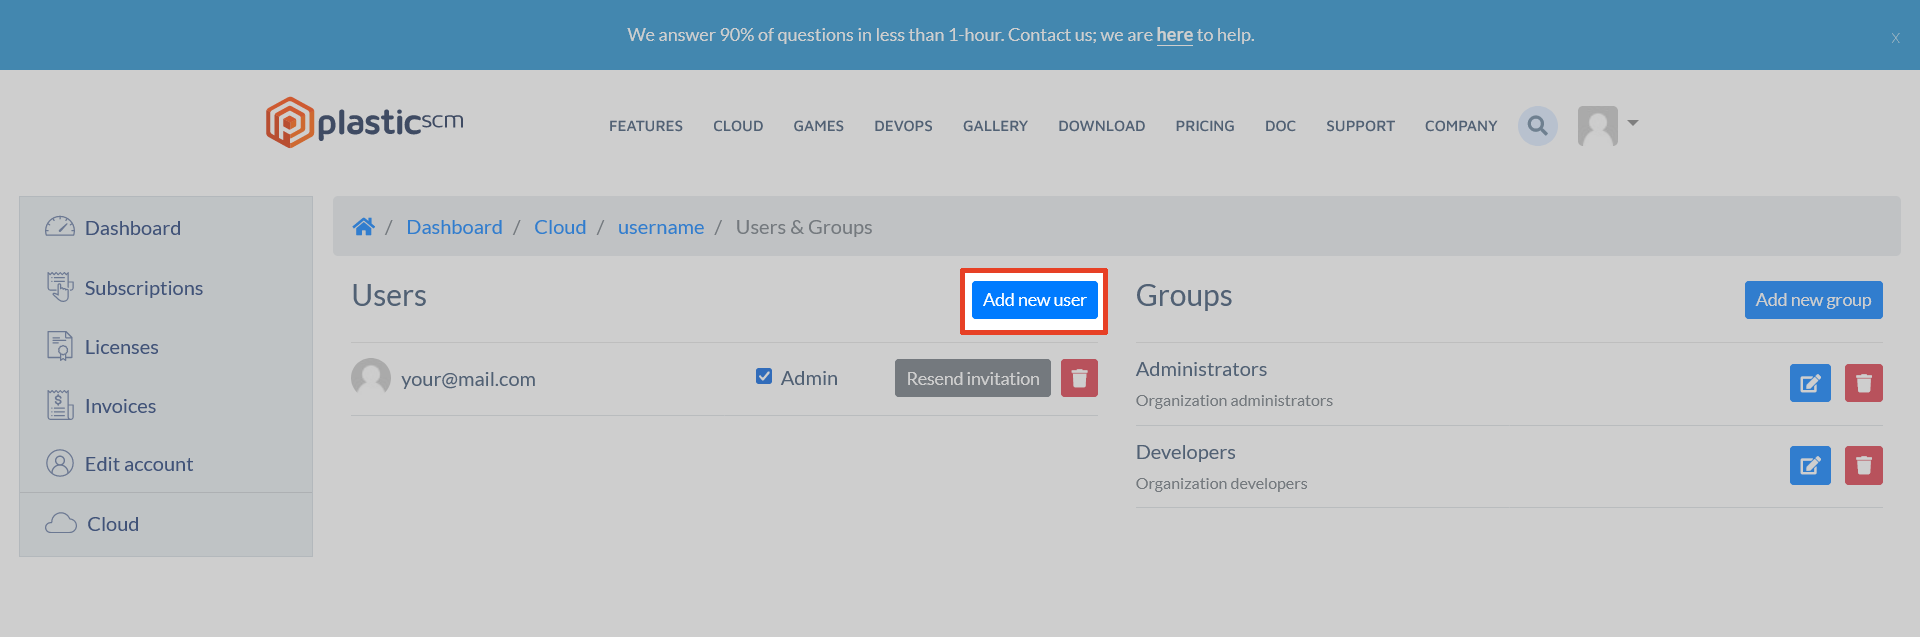 We answer 90% of questions in less than 1-hour. Contact us; we are here to help.
x
plasticscm
FEATURES CLOUD GAMES DEVOPS GALLERY DOWNLOAD PRICING DOC SUPPORT COMPANY
Dashboard
Subscriptions
Licenses
Invoices
Edit account
Cloud
/ Dashboard / Cloud / username / Users & Groups
Users
Add new user
your@mail.com
Admin
Resend invitation
Groups
Add new group
Administrators
Organization administrators
Developers
Organization developers